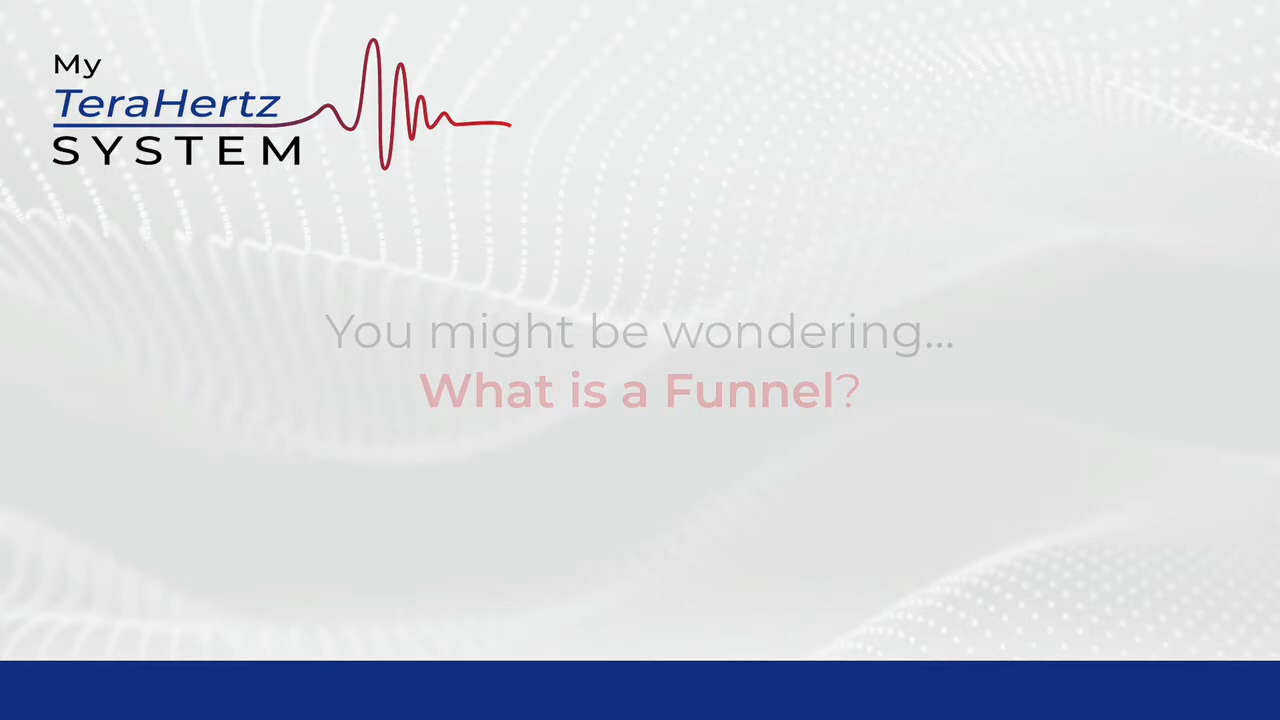 My
TeraHertz
SYSTEM
You might be wondering...
What is a Funnel?